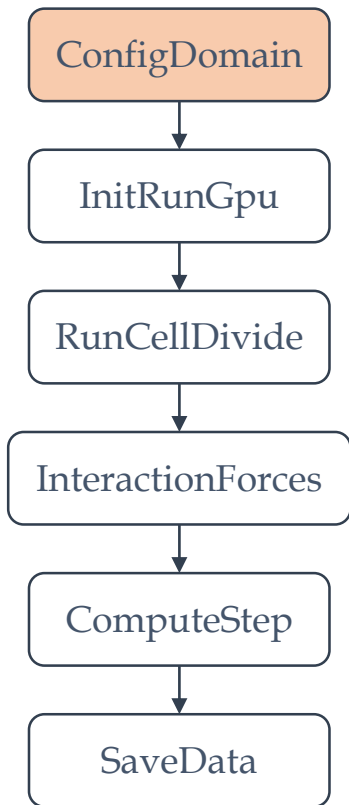 ConfigDomain
InitRunGpu
RunCellDivide
InteractionForces
ComputeStep
SaveData